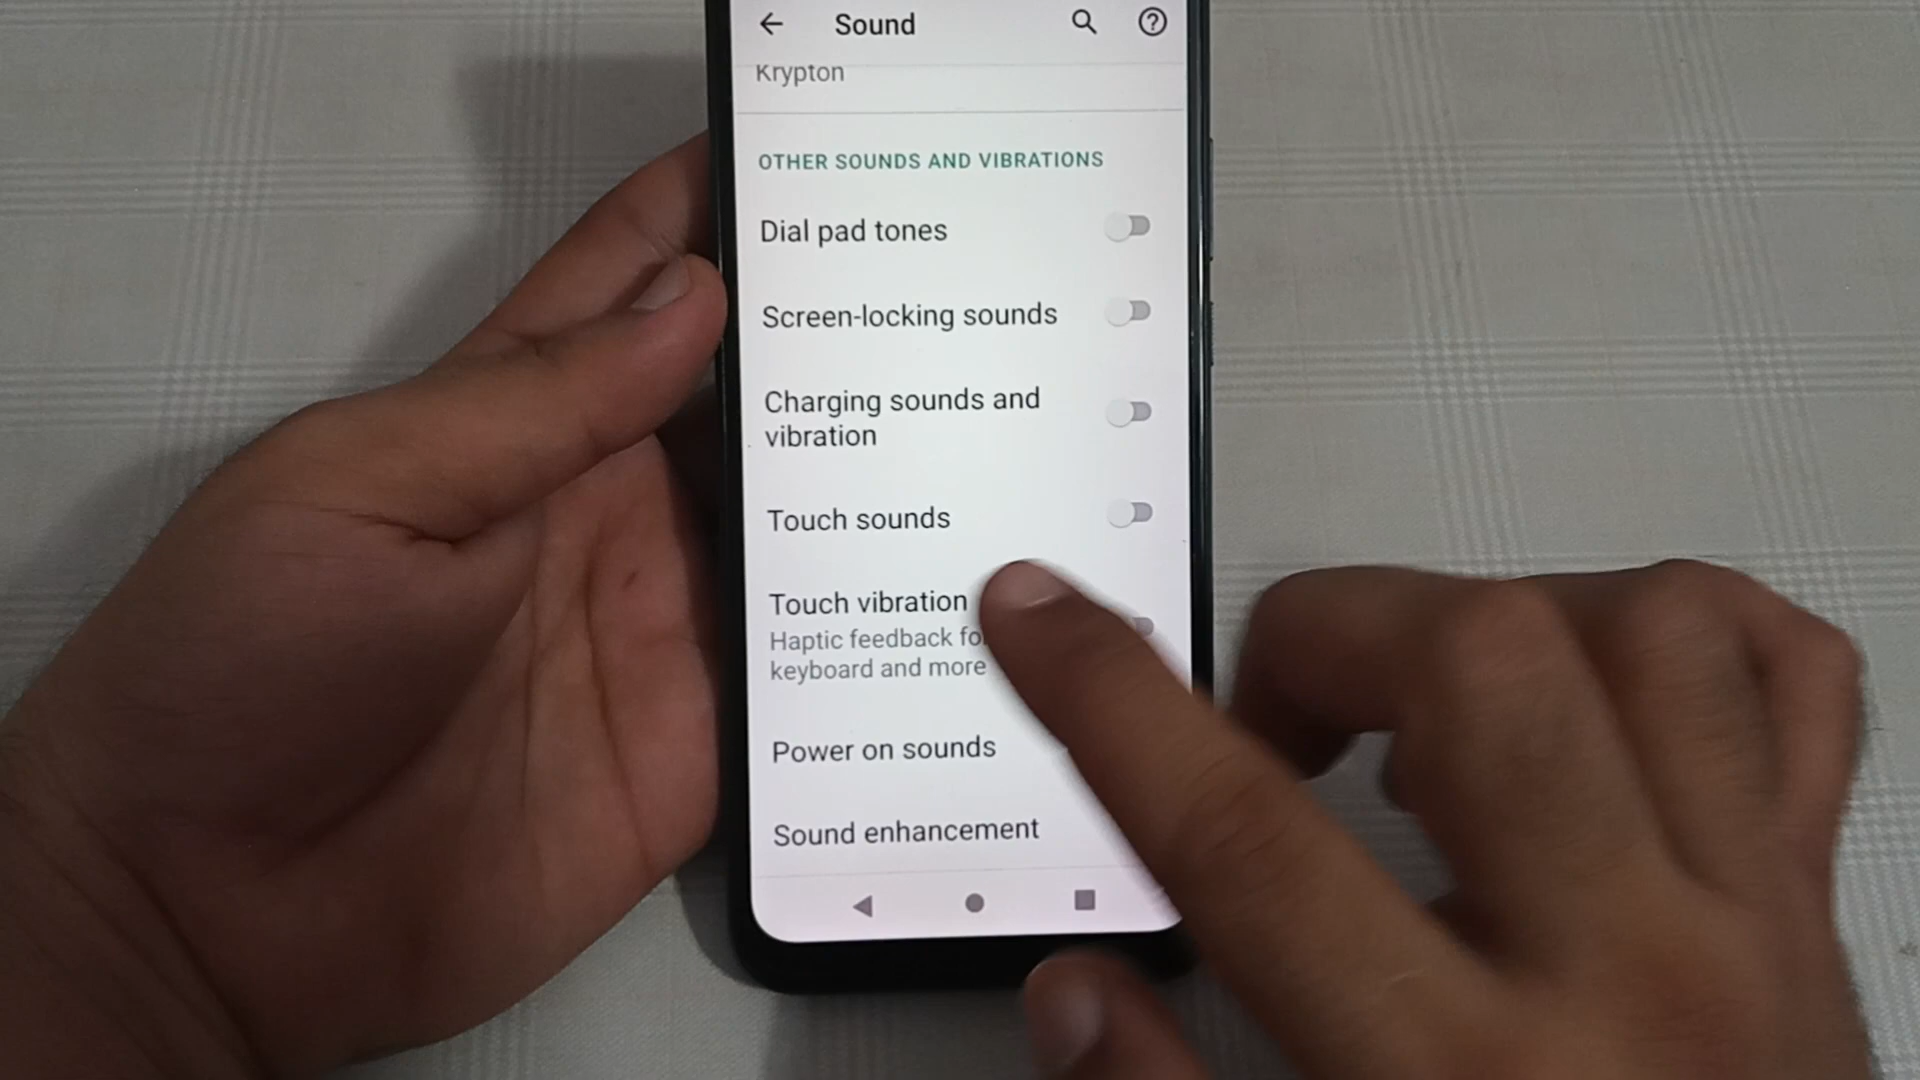 Sound
Krypton
OTHER SOUNDS AND VIBRATIONS
Dial pad tones
Screen-locking sounds
Charging sounds and
vibration
Touch sounds
Touch vibration
Haptic feedback
keyboard and more
Power on sounds
Sound enhancement